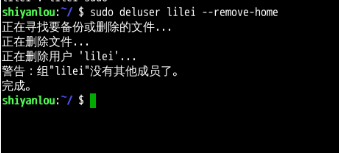 shiyanlou:~/ $ sudo deluser lilei --remove-home
正在寻找要备份或删除的文件...
正在删除文件...
正在删除用户 'lilei'...
警告：组"lilei"没有其他成员了。
完成。
shiyanlou:~/ $